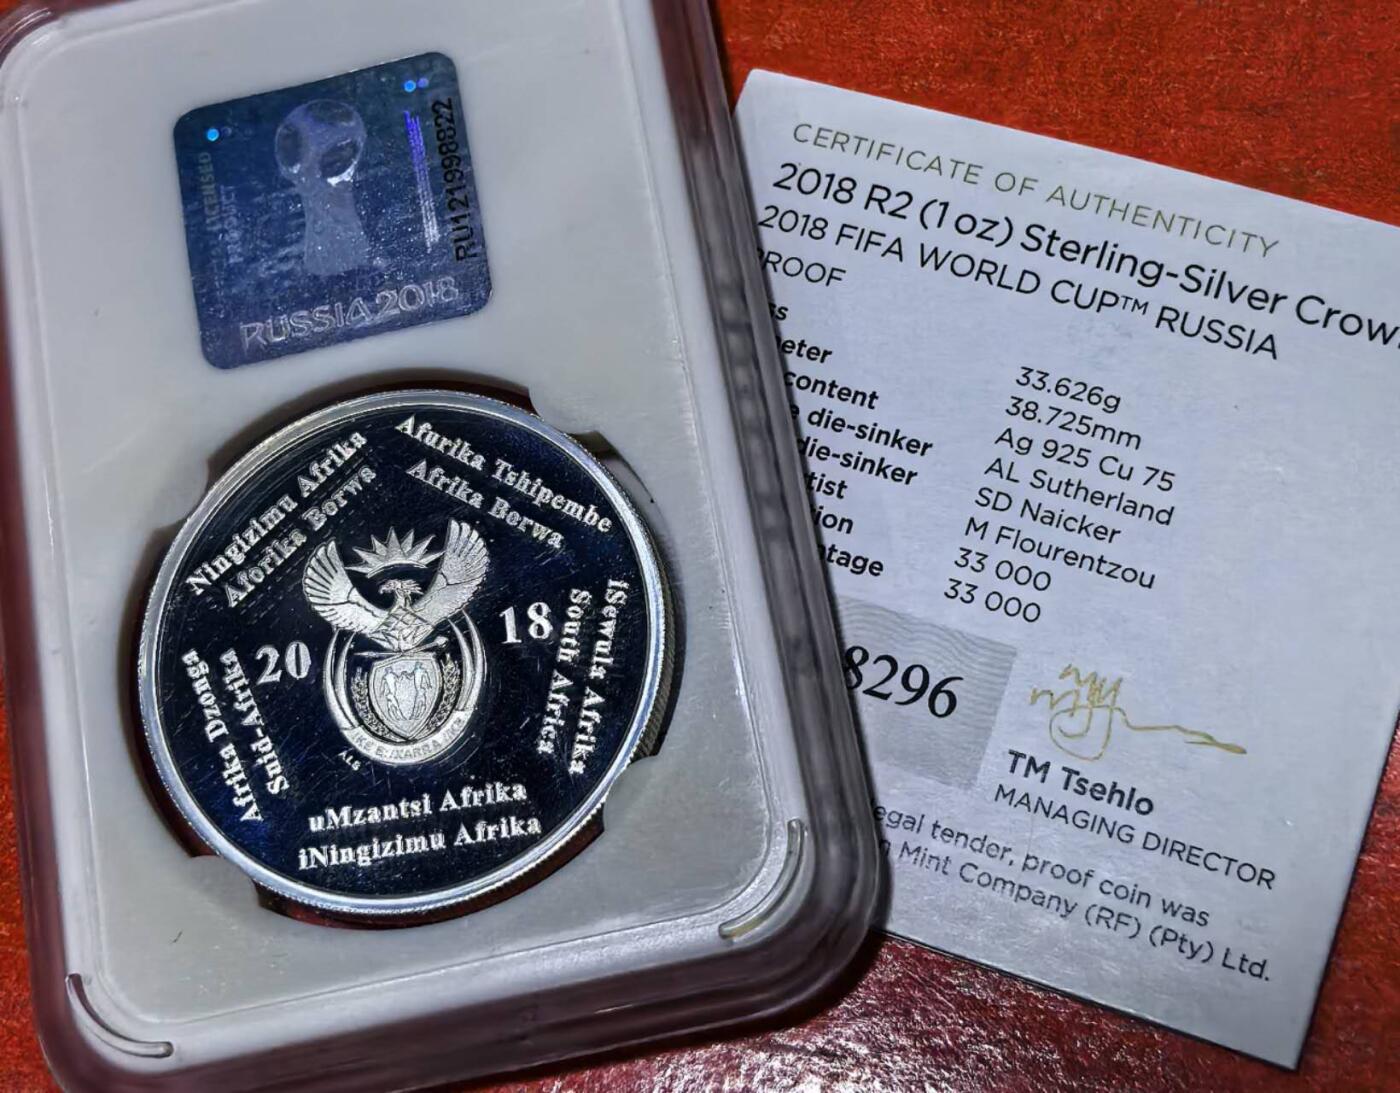 LICENSED
PRODUCT
RU121998822
RUSSIA 2018
Ningizimu Afrika
Aforika Borwa
Afurika Tshipembe
Afrika Borwa
iSewula Afrika
South Africa
Afrika Dzonga
Suid-Afrika
20 18
uMzantsi Afrika
iNingizimu Afrika
ALS
CERTIFICATE OF AUTHENTICITY
2018 R2 (1 oz) Sterling-Silver Crow
2018 FIFA WORLD CUP™ RUSSIA
PROOF
ss 33.626g
eter 38.725mm
content Ag 925 Cu 75
e die-sinker AL Sutherland
die-sinker SD Naicker
tist M Flourentzou
ion 33 000
ntage 33 000
8296
TM Tsehlo
MANAGING DIRECTOR
egal tender, proof coin was
n Mint Company (RF) (Pty) Ltd.